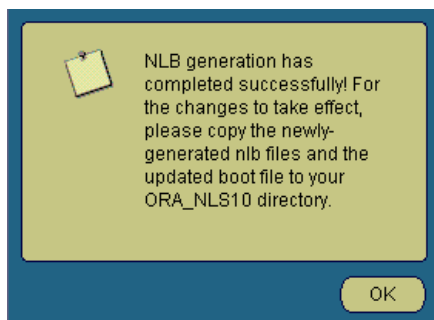 NLB generation has
completed successfully! For
the changes to take effect,
please copy the newly-
generated nlb files and the
updated boot file to your
ORA_NLS10 directory.
OK